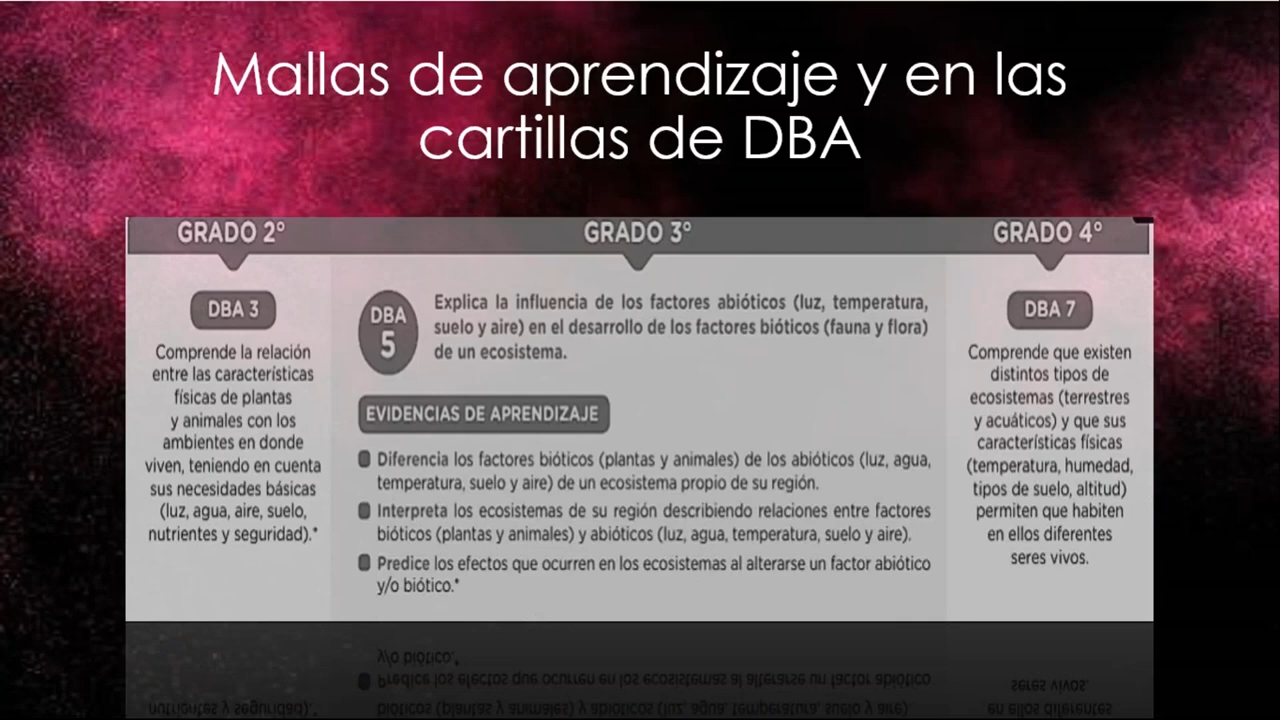 Mallas de aprendizaje y en las
cartillas de DBA
GRADO 2°
DBA 3
Comprende la relación
entre las características
físicas de plantas
y animales con los
ambientes en donde
viven, teniendo en cuenta
sus necesidades básicas
(luz, agua, aire, suelo,
nutrientes y seguridad).*
GRADO 3°
DBA
5
Explica la influencia de los factores abióticos (luz, temperatura,
suelo y aire) en el desarrollo de los factores bióticos (fauna y flora)
de un ecosistema.
EVIDENCIAS DE APRENDIZAJE
Diferencia los factores bióticos (plantas y animales) de los abióticos (luz, agua,
temperatura, suelo y aire) de un ecosistema propio de su región.
Interpreta los ecosistemas de su región describiendo relaciones entre factores
bióticos (plantas y animales) y abióticos (luz, agua, temperatura, suelo y aire).
Predice los efectos que ocurren en los ecosistemas al alterarse un factor abiótico
y/o biótico.*
GRADO 4°
DBA 7
Comprende que existen
distintos tipos de
ecosistemas (terrestres
y acuáticos) y que sus
características físicas
(temperatura, humedad,
tipos de suelo, altitud)
permiten que habiten
en ellos diferentes
seres vivos.